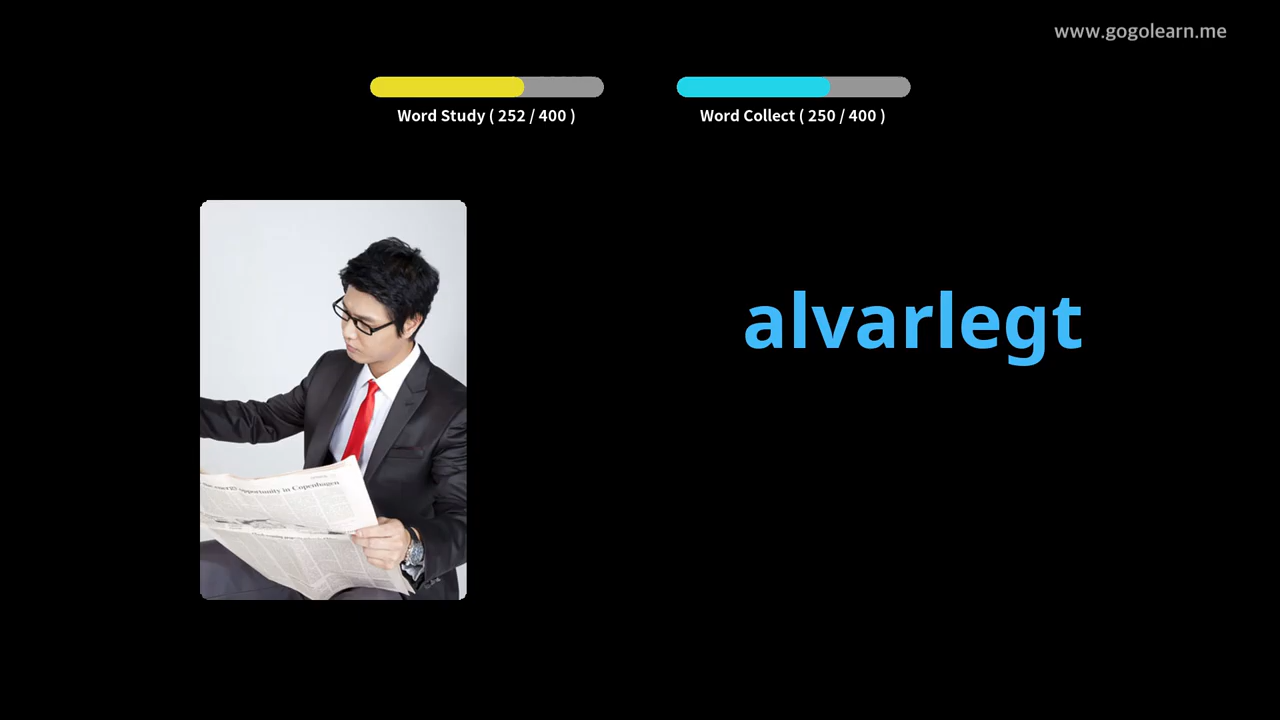 www.gogolearn.me
Word Study ( 252 / 400 )
Word Collect ( 250 / 400 )
alvarlegt
opportunity in Copenhagen